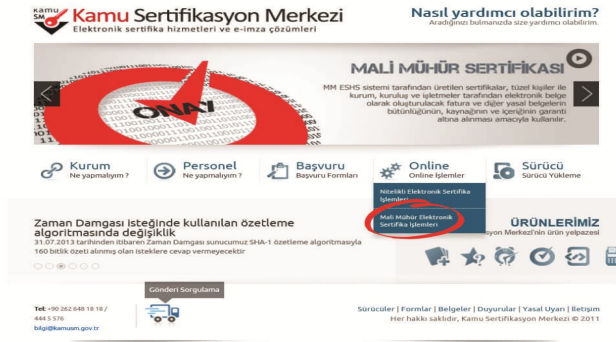 kamu
SM
Kamu Sertifikasyon Merkezi
Elektronik sertifika hizmetleri ve e-imza çözümleri
Nasıl yardımcı olabilirim?
Aradığınızı bulmanızda size yardımcı olabilirim.
ONAY
MALİ MÜHÜR SERTİFİKASI
MM ESHS sistemi tarafından üretilen sertifikalar, tüzel kişiler ile
kurum, kuruluş ve işletmeler tarafından elektronik belge
olarak oluşturulacak fatura ve diğer yasal belgelerin
bütünlüğünün, kaynağının ve içeriğinin garanti
altına alınması amacıyla kullanılır.
Kurum
Ne yapmalıyım ?
Personel
Ne yapmalıyım ?
Başvuru
Başvuru Formları
Online
Online İşlemler
Sürücü
Sürücü Yükleme
Nitelikli Elektronik Sertifika
İşlemleri
Mali Mühür Elektronik
Sertifika İşlemleri
Zaman Damgası isteğinde kullanılan özetleme
algoritmasında değişiklik
31.07.2013 tarihinden itibaren Zaman Damgası sunucumuz SHA-1 özetleme algoritmasıyla
160 bitlik özeti alınmış olan isteklere cevap vermeyecektir
ÜRÜNLERİMİZ
syon Merkezi'nin ürün yelpazesi
Gönderi Sorgulama
Tel: +90 262 648 18 18 /
444 5 576
bilgi@kamusm.gov.tr
Sürücüler | Formlar | Belgeler | Duyurular | Yasal Uyarı | İletişim
Her hakkı saklıdır, Kamu Sertifikasyon Merkezi © 2011